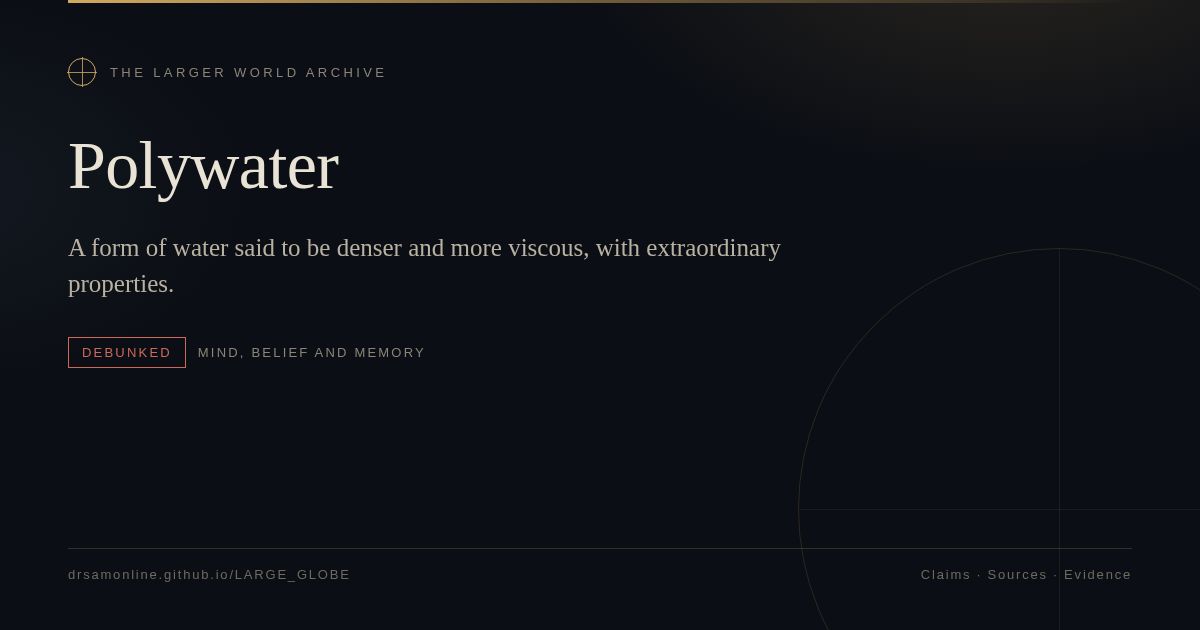 THE LARGER WORLD ARCHIVE
Polywater
A form of water said to be denser and more viscous, with extraordinary
properties.
DEBUNKED
MIND, BELIEF AND MEMORY
drsamonline.github.io/LARGE_GLOBE
Claims · Sources · Evidence